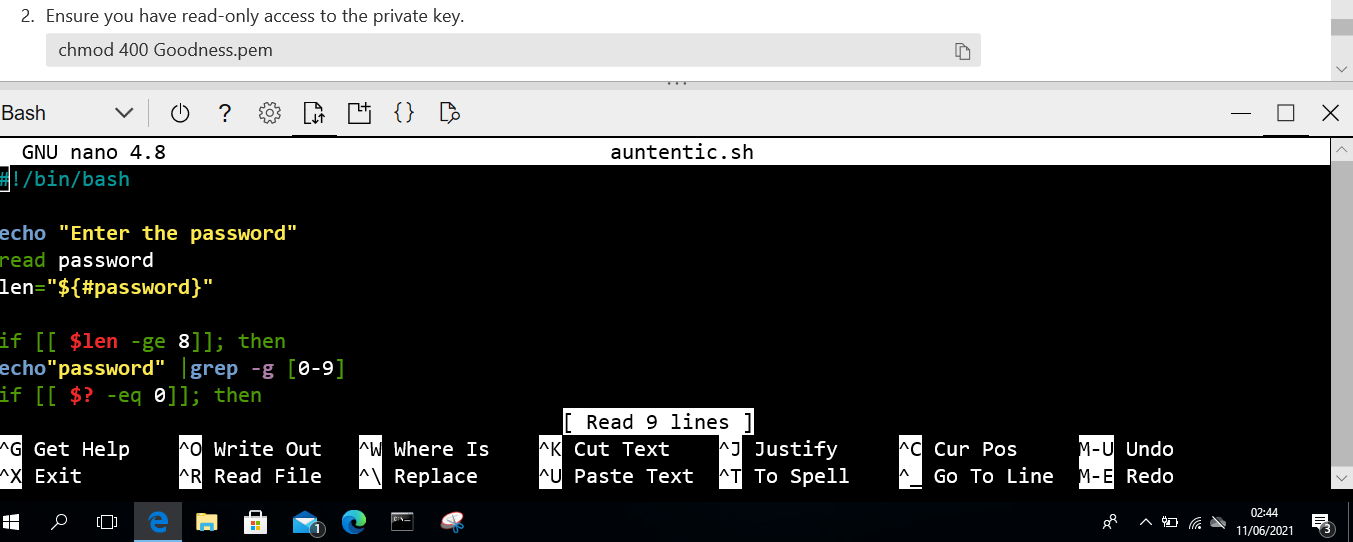 2. Ensure you have read-only access to the private key.
chmod 400 Goodness.pem
Bash
?
{}
GNU nano 4.8 auntentic.sh
#!/bin/bash
echo "Enter the password"
read password
len="${#password}"
if [[ $len -ge 8]]; then
echo"password" |grep -g [0-9]
if [[ $? -eq 0]]; then
[ Read 9 lines ]
^G Get Help ^O Write Out ^W Where Is ^K Cut Text ^J Justify ^C Cur Pos M-U Undo
^X Exit ^R Read File ^\ Replace ^U Paste Text ^T To Spell ^_ Go To Line M-E Redo
1
02:44
11/06/2021
3